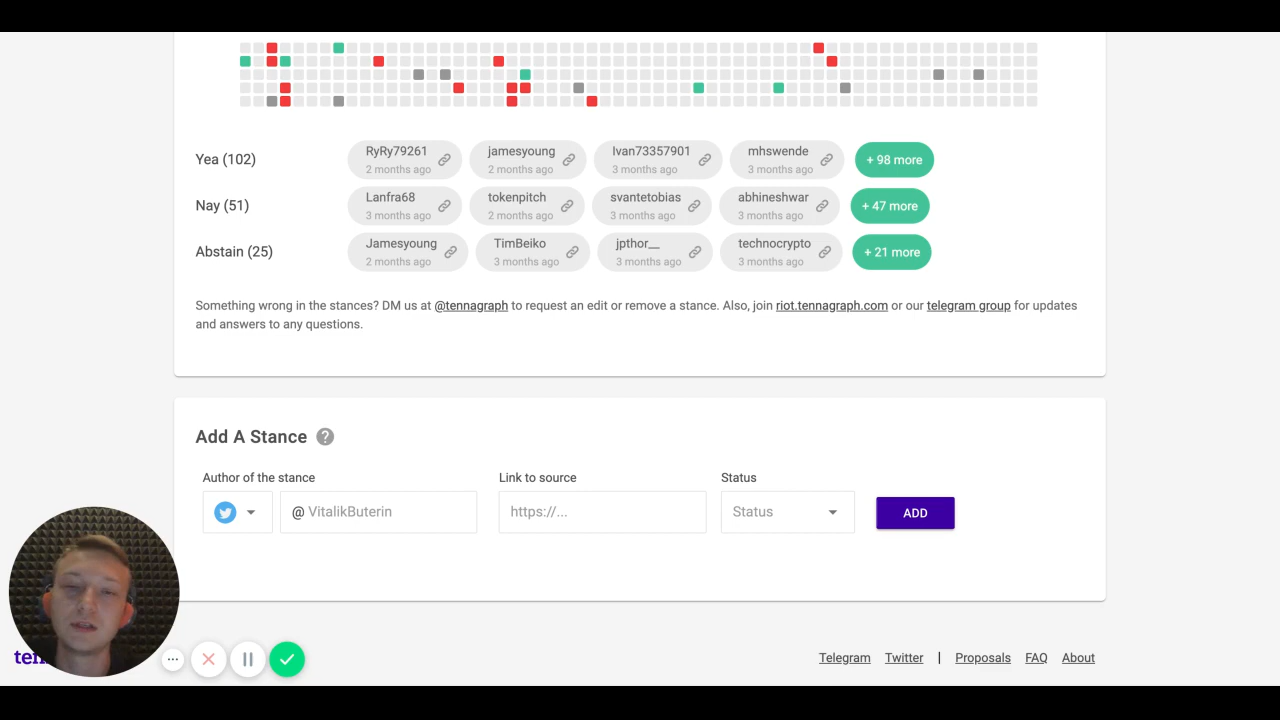 Yea (102)
RyRy79261
2 months ago
jamesyoung
2 months ago
Ivan73357901
3 months ago
mhswende
3 months ago
+ 98 more
Nay (51)
Lanfra68
3 months ago
tokenpitch
2 months ago
svantetobias
3 months ago
abhineshwar
3 months ago
+ 47 more
Abstain (25)
Jamesyoung
2 months ago
TimBeiko
3 months ago
jpthor__
3 months ago
technocrypto
3 months ago
+ 21 more
Something wrong in the stances? DM us at @tennagraph to request an edit or remove a stance. Also, join riot.tennagraph.com or our telegram group for updates
and answers to any questions.
Add A Stance ?
Author of the stance
Link to source
Status
@ VitalikButerin
https://...
Status
ADD
Telegram Twitter | Proposals FAQ About